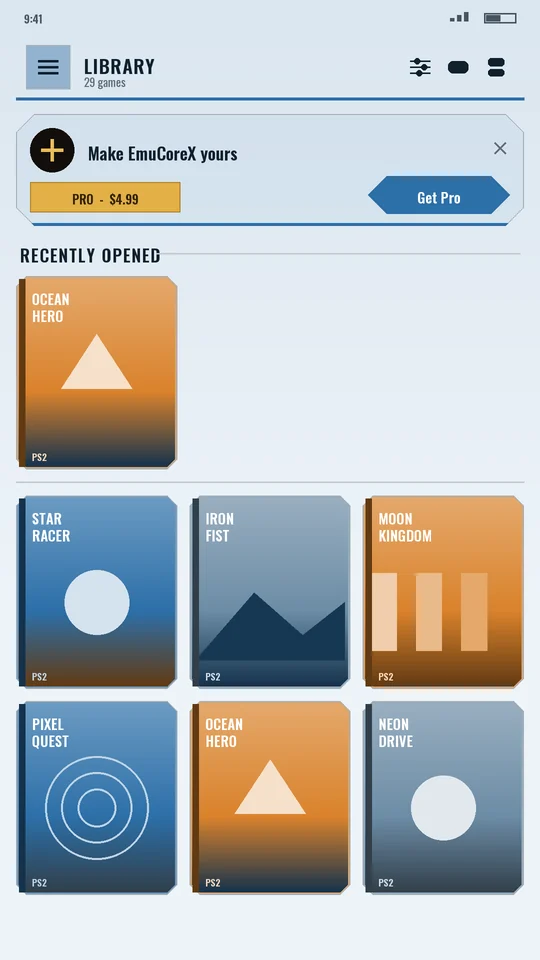 9:41
LIBRARY
29 games
Make EmuCoreX yours
PRO - $4.99
Get Pro
RECENTLY OPENED
OCEAN
HERO
PS2
STAR
RACER
PS2
IRON
FIST
PS2
MOON
KINGDOM
PS2
PIXEL
QUEST
PS2
OCEAN
HERO
PS2
NEON
DRIVE
PS2